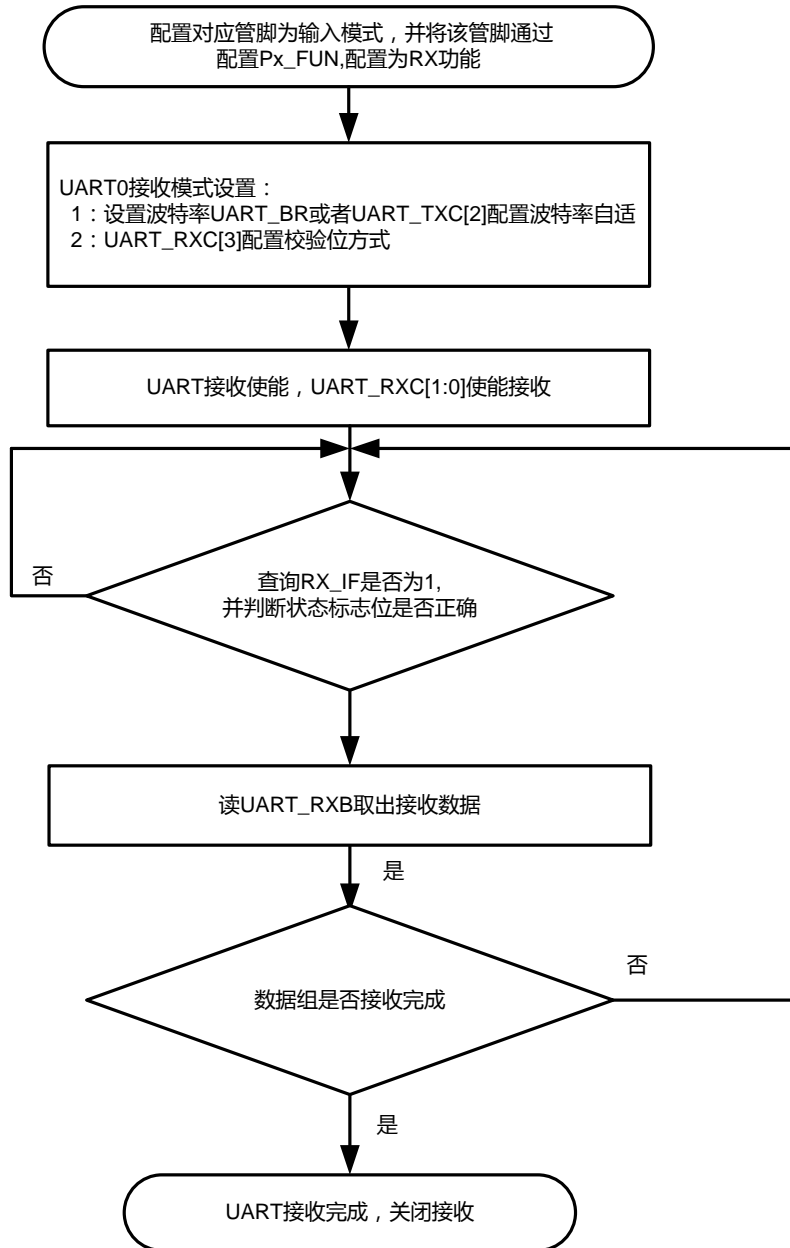 配置对应管脚为输入模式，并将该管脚通过
配置Px_FUN,配置为RX功能
UART0接收模式设置：
1：设置波特率UART_BR或者UART_TXC[2]配置波特率自适
2：UART_RXC[3]配置校验位方式
UART接收使能，UART_RXC[1:0]使能接收
否
查询RX_IF是否为1,
并判断状态标志位是否正确
读UART_RXB取出接收数据
是
否
数据组是否接收完成
是
UART接收完成，关闭接收